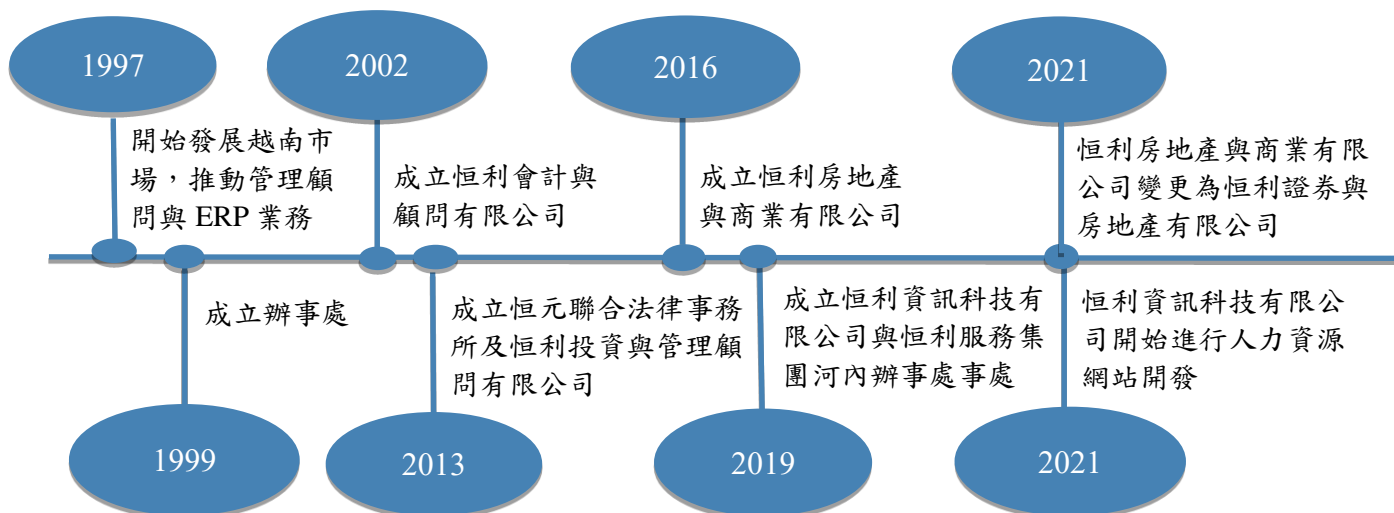 1997
2002
2016
2021
開始發展越南市
場，推動管理顧
問與 ERP 業務
成立恒利會計與
顧問有限公司
成立恒利房地產
與商業有限公司
恒利房地產與商業有限
公司變更為恒利證券與
房地產有限公司
成立辦事處
成立恒元聯合法律事務
所及恒利投資與管理顧
問有限公司
成立恒利資訊科技有
限公司與恒利服務集
團河內辦事處事處
恒利資訊科技有限公
司開始進行人力資源
網站開發
1999
2013
2019
2021